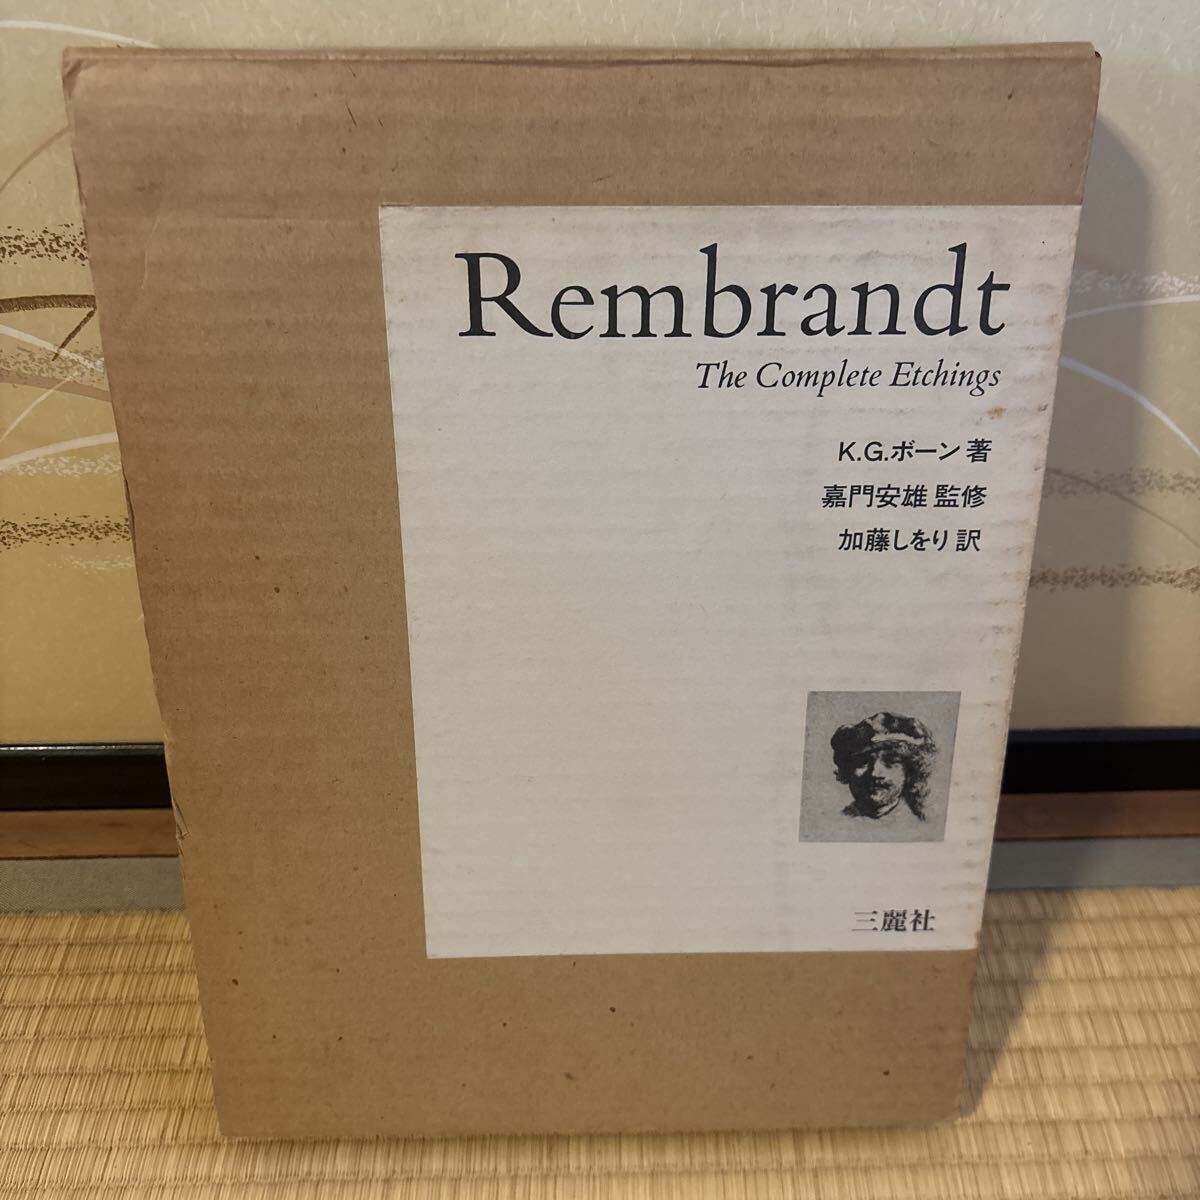 Rembrandt
The Complete Etchings
K.G.ボーン 著
嘉門安雄 監修
加藤しをり 訳
三麗社